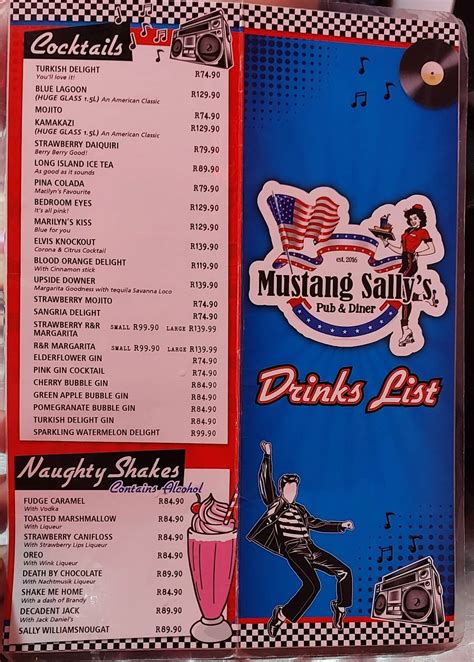 Cocktails
TURKISH DELIGHT R74.90
You'll love it!
BLUE LAGOON R129.90
(HUGE GLASS 1.5L) An American Classic
MOJITO R74.90
KAMAKAZI R129.90
(HUGE GLASS 1.5L) An American Classic
STRAWBERRY DAIQUIRI R79.90
Berry Berry Good!
LONG ISLAND ICE TEA R89.90
As good as it sounds
PINA COLADA R79.90
Marilyn's Favourite
BEDROOM EYES R129.90
It's all pink!
MARILYN'S KISS R129.90
Blue for you
ELVIS KNOCKOUT R139.90
Corona & Citrus Cocktail
BLOOD ORANGE DELIGHT R119.90
With Cinnamon stick
UPSIDE DOWNER R139.90
Margarita Goodness with tequila Savanna Loco
STRAWBERRY MOJITO R74.90
SANGRIA DELIGHT R74.90
STRAWBERRY R&R SMALL R99.90 LARGE R139.99
MARGARITA
R&R MARGARITA SMALL R99.90 LARGE R139.99
ELDERFLOWER GIN R74.90
PINK GIN COCKTAIL R74.90
CHERRY BUBBLE GIN R74.90
GREEN APPLE BUBBLE GIN R74.90
POMEGRANATE BUBBLE GIN R74.90
TURKISH DELIGHT GIN R74.90
SPARKLING WATERMELON DELIGHT R99.90
Naughty Shakes
Contains Alcohol
FUDGE CARAMEL R84.90
With Vodka
TOASTED MARSHMALLOW R84.90
With Liqueur
STRAWBERRY CANIFLOSS R84.90
With Strawberry Lips Liqueur
OREO R84.90
With Wink Liqueur
DEATH BY CHOCOLATE R89.90
With Nachtmusik Liqueur
SHAKE ME HOME R84.90
With a dash of Brandy
DECADENT JACK R89.90
With Jack Daniel's
SALLY WILLIAMSNOUGAT R89.90
est. 2016
Mustang Sally's
Pub & Diner
Drinks List